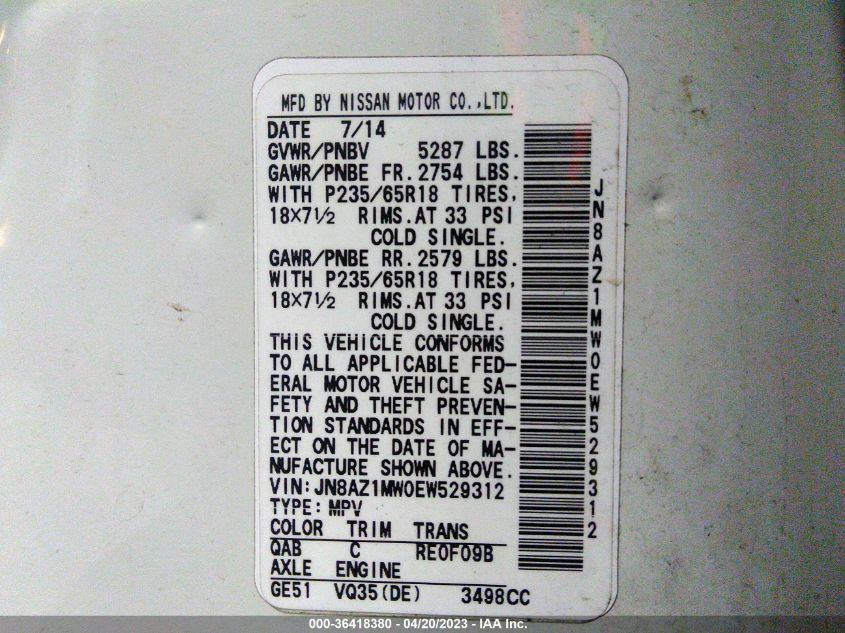 MFD BY NISSAN MOTOR CO.,LTD.
DATE 7/14
GVWR/PNBV 5287 LBS.
GAWR/PNBE FR. 2754 LBS.
WITH P235/65R18 TIRES,
18X7½ RIMS. AT 33 PSI
COLD SINGLE.
GAWR/PNBE RR. 2579 LBS.
WITH P235/65R18 TIRES,
18X7½ RIMS. AT 33 PSI
COLD SINGLE.
THIS VEHICLE CONFORMS
TO ALL APPLICABLE FED-
ERAL MOTOR VEHICLE SA-
FETY AND THEFT PREVEN-
TION STANDARDS IN EFF-
ECT ON THE DATE OF MA-
NUFACTURE SHOWN ABOVE.
VIN:JN8AZ1MW0EW529312
TYPE: MPV
COLOR TRIM TRANS
QAB C RE0F09B
AXLE ENGINE
GE51 VQ35(DE) 3498CC
JN8AZ1MW0EW529312
000-36418380 - 04/20/2023 - IAA Inc.